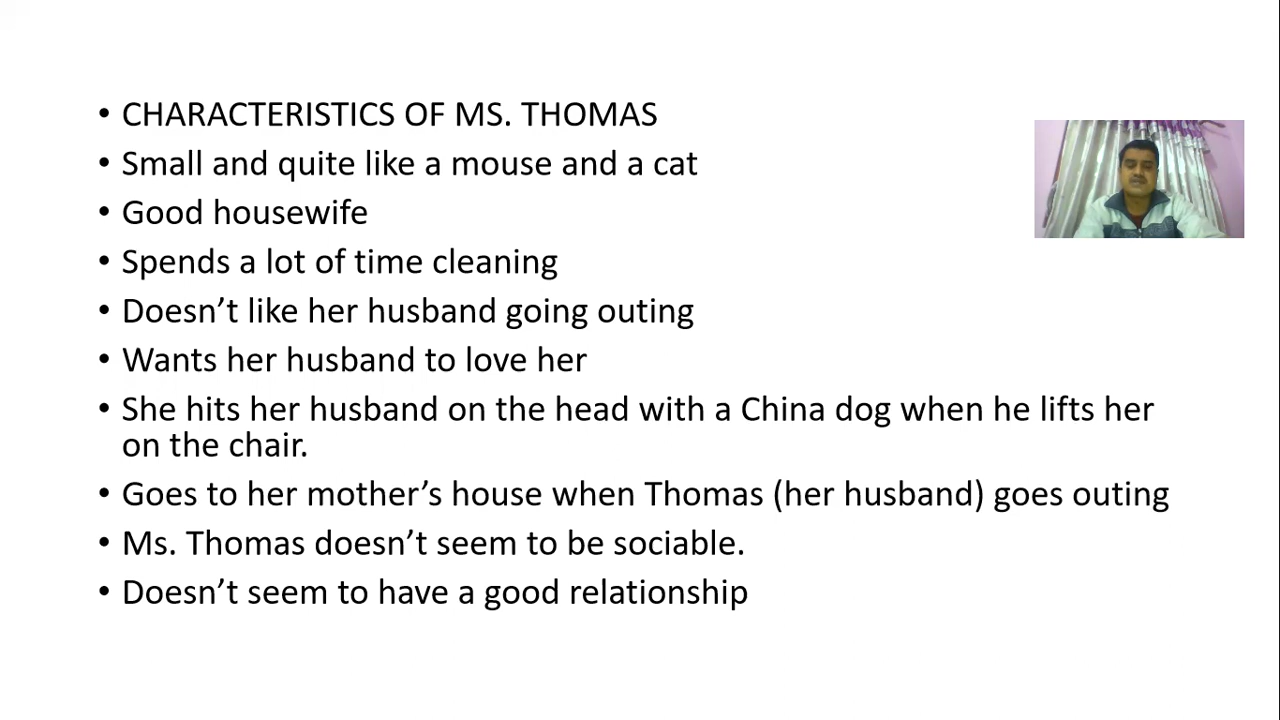 • CHARACTERISTICS OF MS. THOMAS
• Small and quite like a mouse and a cat
• Good housewife
• Spends a lot of time cleaning
• Doesn’t like her husband going outing
• Wants her husband to love her
• She hits her husband on the head with a China dog when he lifts her
on the chair.
• Goes to her mother’s house when Thomas (her husband) goes outing
• Ms. Thomas doesn’t seem to be sociable.
• Doesn’t seem to have a good relationship